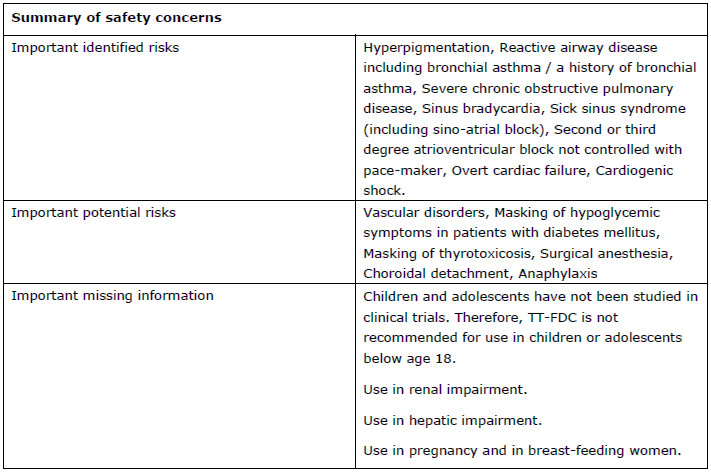 Summary of safety concerns
Important identified risks
Hyperpigmentation, Reactive airway disease
including bronchial asthma / a history of bronchial
asthma, Severe chronic obstructive pulmonary
disease, Sinus bradycardia, Sick sinus syndrome
(including sino-atrial block), Second or third
degree atrioventricular block not controlled with
pace-maker, Overt cardiac failure, Cardiogenic
shock.
Important potential risks
Vascular disorders, Masking of hypoglycemic
symptoms in patients with diabetes mellitus,
Masking of thyrotoxicosis, Surgical anesthesia,
Choroidal detachment, Anaphylaxis
Important missing information
Children and adolescents have not been studied in
clinical trials. Therefore, TT-FDC is not
recommended for use in children or adolescents
below age 18.
Use in renal impairment.
Use in hepatic impairment.
Use in pregnancy and in breast-feeding women.